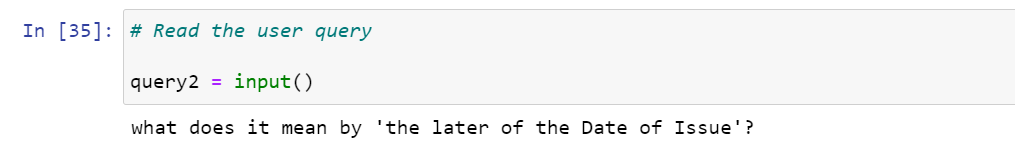 In [35]: # Read the user query
query2 = input()
what does it mean by 'the later of the Date of Issue'?